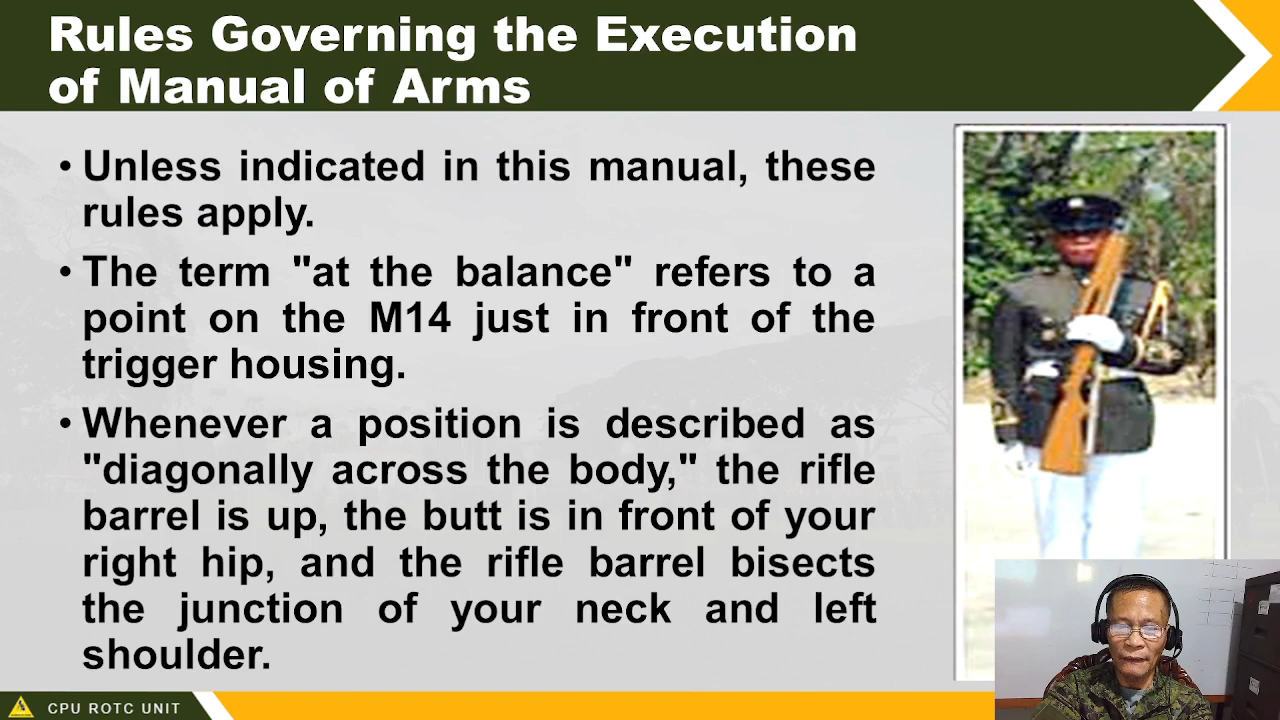 Rules Governing the Execution
of Manual of Arms
• Unless indicated in this manual, these
rules apply.
• The term "at the balance" refers to a
point on the M14 just in front of the
trigger housing.
• Whenever a position is described as
"diagonally across the body," the rifle
barrel is up, the butt is in front of your
right hip, and the rifle barrel bisects
the junction of your neck and left
shoulder.
CPU ROTC UNIT